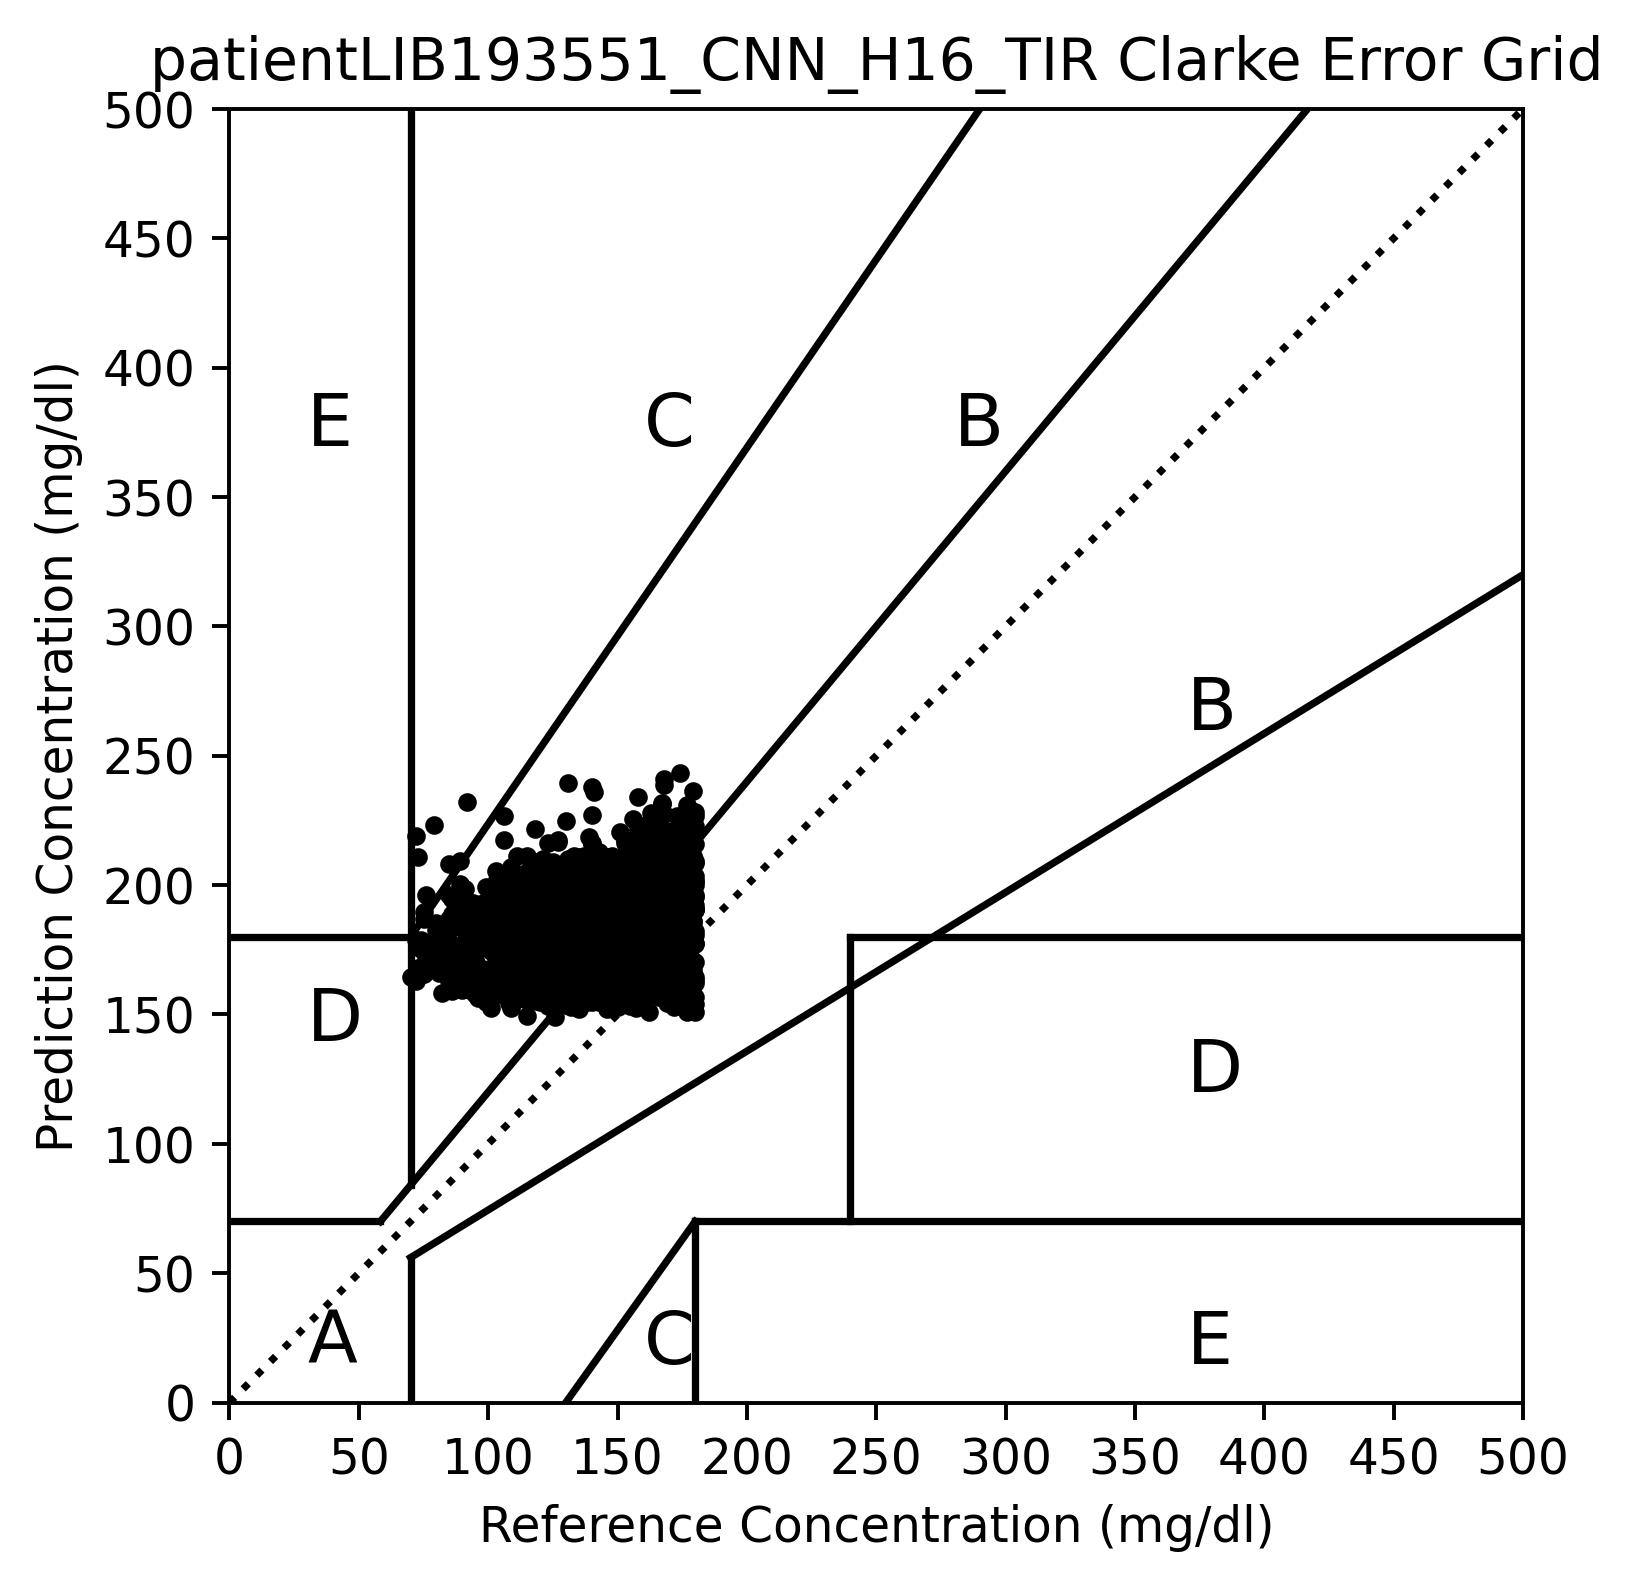 patientLIB193551_CNN_H16_TIR Clarke Error Grid
500
450
400
350
300
250
200
150
100
50
0
Prediction Concentration (mg/dl)
E
C
B
B
D
D
A
C
E
0 50 100 150 200 250 300 350 400 450 500
Reference Concentration (mg/dl)